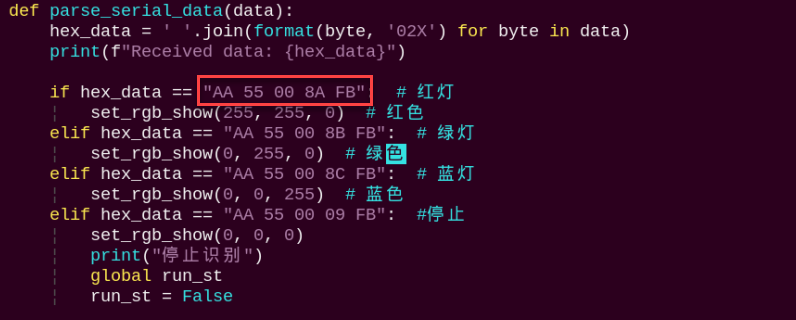 def parse_serial_data(data):
    hex_data = ' '.join(format(byte, '02X') for byte in data)
    print(f"Received data: {hex_data}")
    if hex_data == "AA 55 00 8A FB":  # 红灯
        set_rgb_show(255, 255, 0)  # 红色
    elif hex_data == "AA 55 00 8B FB":  # 绿灯
        set_rgb_show(0, 255, 0)  # 绿色
    elif hex_data == "AA 55 00 8C FB":  # 蓝灯
        set_rgb_show(0, 0, 255)  # 蓝色
    elif hex_data == "AA 55 00 09 FB":  #停止
        set_rgb_show(0, 0, 0)
        print("停止识别")
        global run_st
        run_st = False